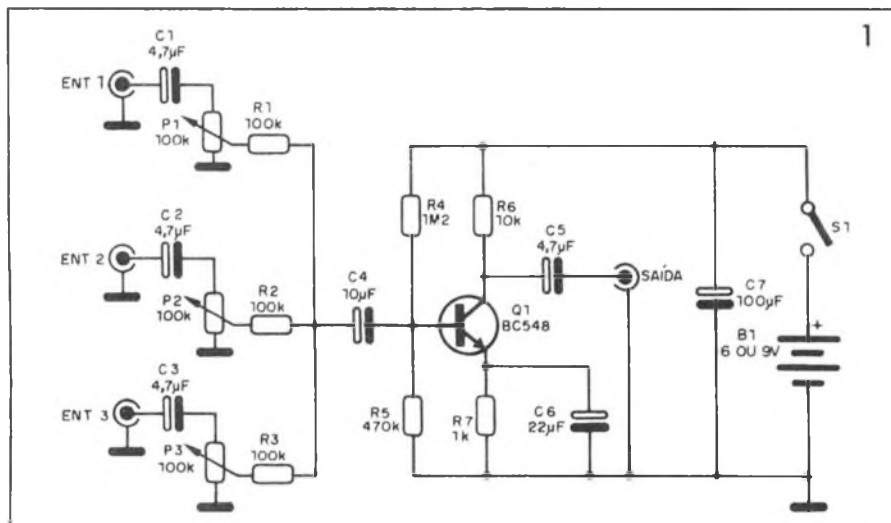 1
C1
4,7µF
ENT 1
P1
100k
R1
100k
C2
4,7µF
ENT 2
P2
100k
R2
100k
C3
4,7µF
ENT 3
P3
100k
R3
100k
C4
10µF
R4
1M2
R5
470k
R6
10k
Q1
BC548
R7
1k
C5
4,7µF
SAÍDA
C6
22µF
C7
100µF
S1
+
B1
6 OU 9V